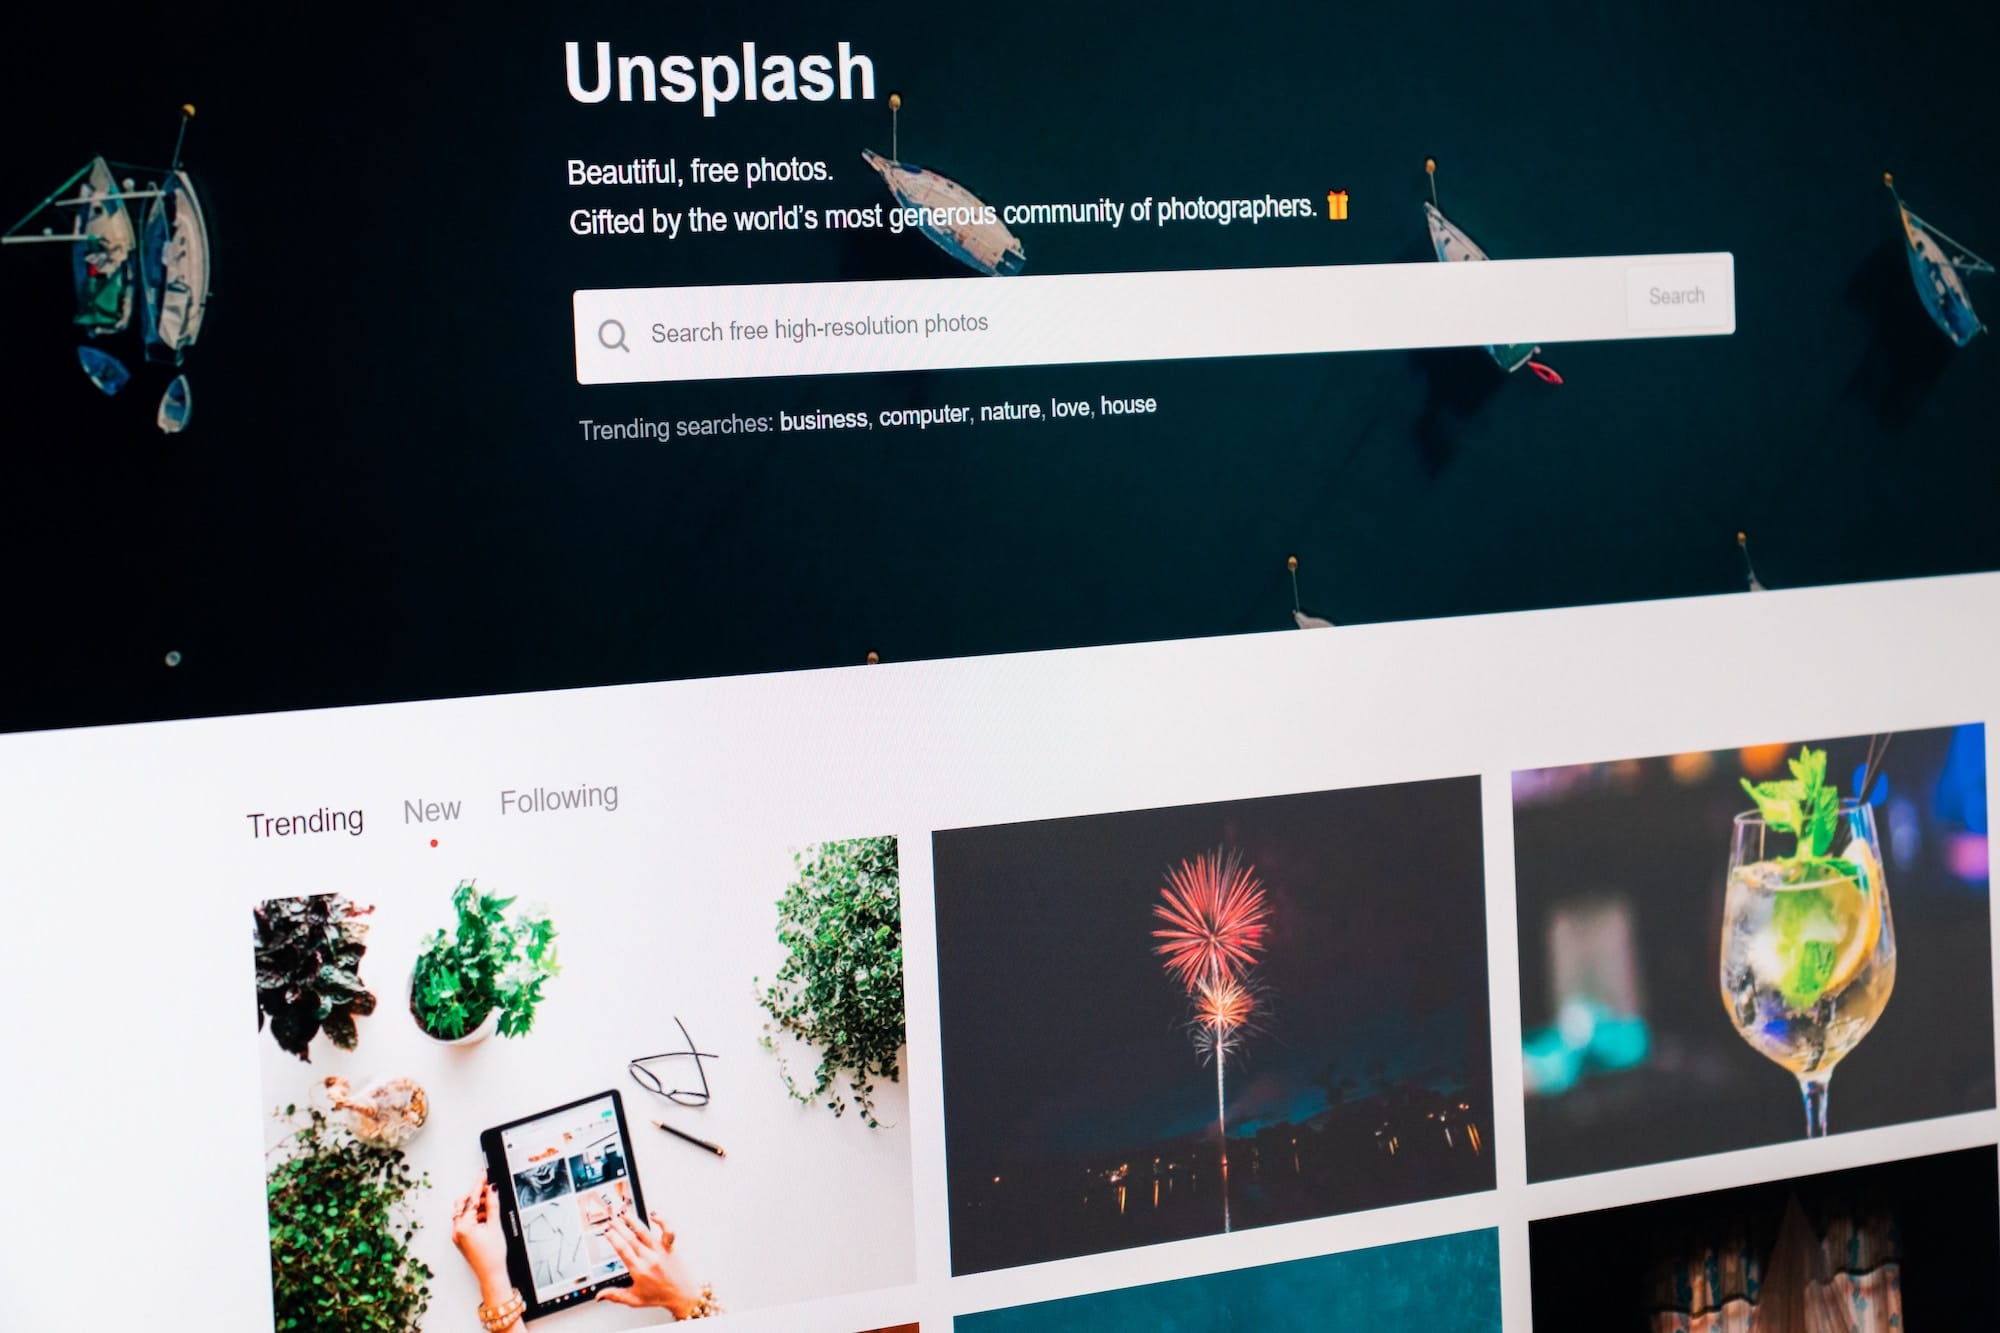 Unsplash
Beautiful, free photos.
Gifted by the world’s most generous community of photographers. 🎁
Search free high-resolution photos
Search
Trending searches: business, computer, nature, love, house
Trending
New
Following